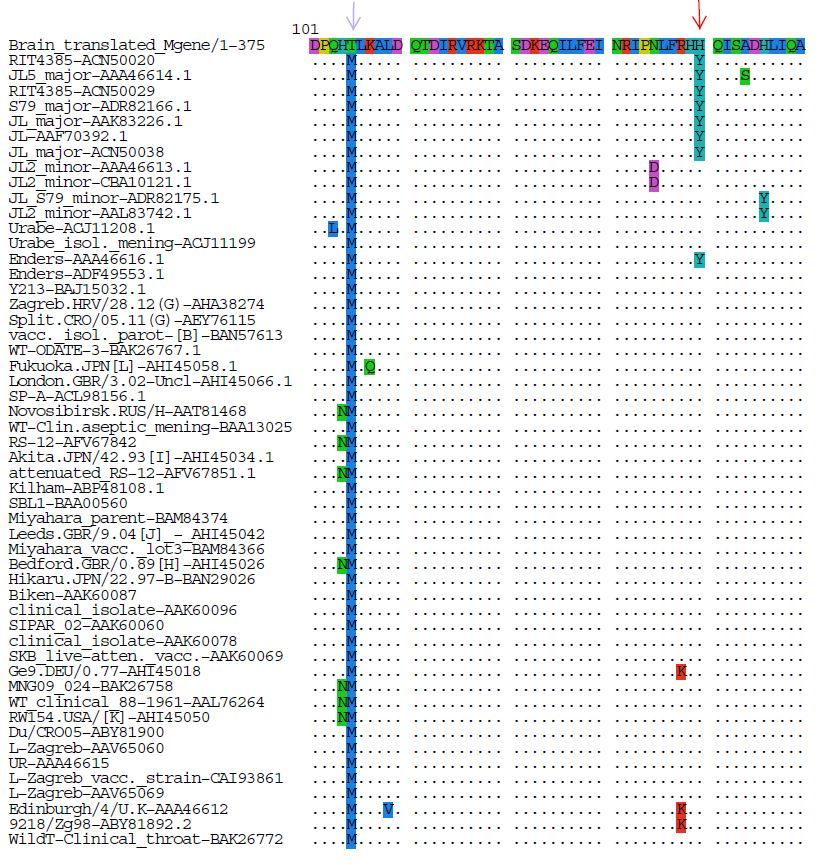 101
Brain_translated_Mgene/1-375 DPQHTLKALD QTDIRVRKTA SDKEQILFEI NRIPNLFRHH QISADHLIQA
RIT4385-ACN50020 ....M..... .......... .......... .........Y ..........
JL5_major-AAA46614.1 ....M..... .......... .......... .........Y ...S......
RIT4385-ACN50029 ....M..... .......... .......... .........Y ..........
S79_major-ADR82166.1 ....M..... .......... .......... .........Y ..........
JL_major-AAK83226.1 ....M..... .......... .......... .........Y ..........
JL-AAF70392.1 ....M..... .......... .......... .........Y ..........
JL_major-ACN50038 ....M..... .......... .......... .........Y ..........
JL2_minor-AAA46613.1 ....M..... .......... .......... ....D..... ..........
JL2_minor-CBA10121.1 ....M..... .......... .......... ....D..... ..........
JL_S79_minor-ADR82175.1 ....M..... .......... .......... .......... .....Y....
JL2_minor-AAL83742.1 ....M..... .......... .......... .......... .....Y....
Urabe-ACJ11208.1 ..L.M..... .......... .......... .......... ..........
Urabe_isol._mening-ACJ11199 ....M..... .......... .......... .......... ..........
Enders-AAA46616.1 ....M..... .......... .......... .........Y ..........
Enders-ADF49553.1 ....M..... .......... .......... .......... ..........
Y213-BAJ15032.1 ....M..... .......... .......... .......... ..........
Zagreb.HRV/28.12(G)-AHA38274 ....M..... .......... .......... .......... ..........
Split.CRO/05.11(G)-AEY76115 ....M..... .......... .......... .......... ..........
vacc._isol._parot-[B]-BAN57613 ....M..... .......... .......... .......... ..........
WT-ODATE-3-BAK26767.1 ....M..... .......... .......... .......... ..........
Fukuoka.JPN[L]-AHI45058.1 ....M.Q... .......... .......... .......... ..........
London.GBR/3.02-Uncl-AHI45066.1 ....M..... .......... .......... .......... ..........
SP-A-ACL98156.1 ....M..... .......... .......... .......... ..........
Novosibirsk.RUS/H-AAT81468 ...NM..... .......... .......... .......... ..........
WT-Clin.aseptic_mening-BAA13025 ....M..... .......... .......... .......... ..........
RS-12-AFV67842 ...NM..... .......... .......... .......... ..........
Akita.JPN/42.93[I]-AHI45034.1 ....M..... .......... .......... .......... ..........
attenuated_RS-12-AFV67851.1 ...NM..... .......... .......... .......... ..........
Kilham-ABP48108.1 ....M..... .......... .......... .......... ..........
SBL1-BAA00560 ....M..... .......... .......... .......... ..........
Miyahara_parent-BAM84374 ....M..... .......... .......... .......... ..........
Leeds.GBR/9.04[J]_-_AHI45042 ....M..... .......... .......... .......... ..........
Miyahara_vacc._lot3-BAM84366 ....M..... .......... .......... .......... ..........
Bedford.GBR/0.89[H]-AHI45026 ...NM..... .......... .......... .......... ..........
Hikaru.JPN/22.97-B-BAN29026 ....M..... .......... .......... .......... ..........
Biken-AAK60087 ....M..... .......... .......... .......... ..........
clinical_isolate-AAK60096 ....M..... .......... .......... .......... ..........
SIPAR_02-AAK60060 ....M..... .......... .......... .......... ..........
clinical_isolate-AAK60078 ....M..... .......... .......... .......... ..........
SKB_live-atten._vacc.-AAK60069 ....M..... .......... .......... .......... ..........
Ge9.DEU/0.77-AHI45018 ....M..... .......... .......... .......K.. ..........
MNG09_024-BAK26758 ...NM..... .......... .......... .......... ..........
WT_clinical_88-1961-AAL76264 ...NM..... .......... .......... .......... ..........
RW154.USA/[K]-AHI45050 ...NM..... .......... .......... .......... ..........
Du/CRO05-ABY81900 ....M..... .......... .......... .......... ..........
L-Zagreb-AAV65060 ....M..... .......... .......... .......... ..........
UR-AAA46615 ....M..... .......... .......... .......... ..........
L-Zagreb_vacc._strain-CAI93861 ....M..... .......... .......... .......... ..........
L-Zagreb-AAV65069 ....M..... .......... .......... .......... ..........
Edinburgh/4/U.K-AAA46612 ....M...V. .......... .......... .......K.. ..........
9218/Zg98-ABY81892.2 ....M..... .......... .......... .......K.. ..........
WildT-Clinical_throat-BAK26772 ....M..... .......... .......... .......... ..........